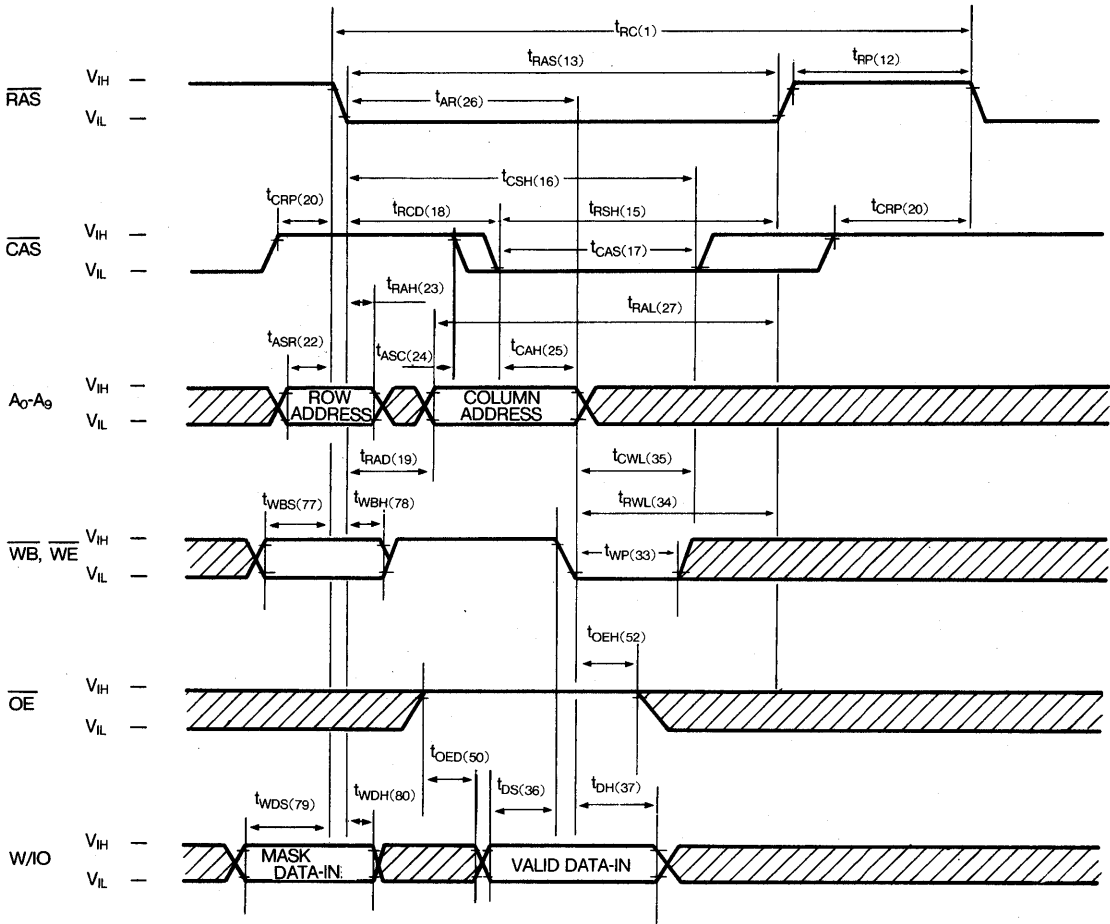 tRC(1)
tRAS(13)
tRP(12)
RAS
VIH
VIL
tAR(26)
tCSH(16)
tCRP(20)
tRCD(18)
tRSH(15)
tCRP(20)
CAS
VIH
VIL
tCAS(17)
tRAH(23)
tRAL(27)
tASR(22)
tASC(24)
tCAH(25)
A0-A9
VIH
VIL
ROW
ADDRESS
COLUMN
ADDRESS
tRAD(19)
tCWL(35)
tWBS(77)
tWBH(78)
tRWL(34)
WB, WE
VIH
VIL
tWP(33)
tOEH(52)
OE
VIH
VIL
tOED(50)
tWDS(79)
tWDH(80)
tDS(36)
tDH(37)
W/IO
VIH
VIL
MASK
DATA-IN
VALID DATA-IN